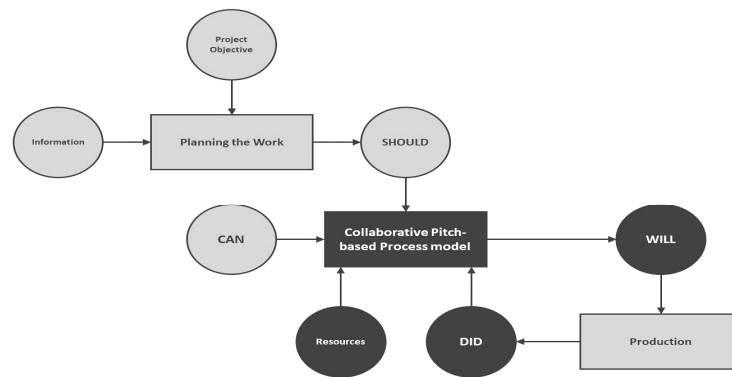 Project
Objective
Information
Planning the Work
SHOULD
CAN
Collaborative Pitch-
based Process model
WILL
Resources
DID
Production